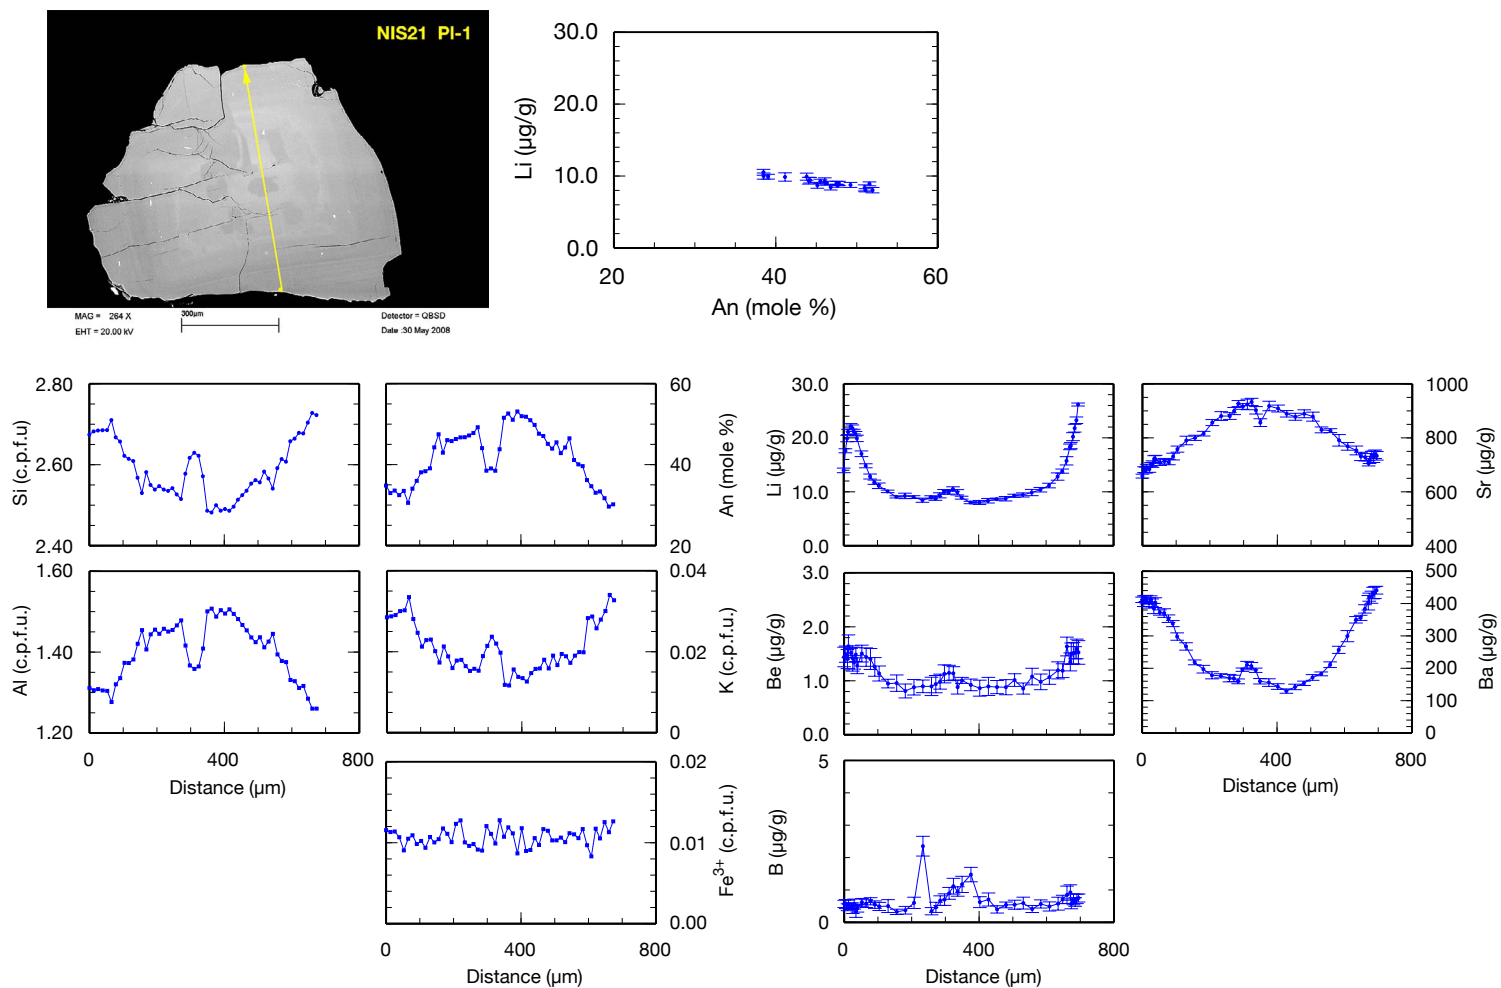 NIS21 Pl-1
MAG = 264 X
300µm
Detector = QBSD
EHT = 20.00 kV
Date :30 May 2008
30.0
20.0
10.0
0.0
Li (µg/g)
20
40
60
An (mole %)
2.80
2.60
2.40
Si (c.p.f.u)
60
40
20
An (mole %)
30.0
20.0
10.0
0.0
Li (µg/g)
1000
800
600
400
Sr (µg/g)
1.60
1.40
1.20
Al (c.p.f.u.)
0
400
800
Distance (µm)
0.04
0.02
0
K (c.p.f.u.)
3.0
2.0
1.0
0.0
Be (µg/g)
500
400
300
200
100
0
Ba (µg/g)
0
400
800
Distance (µm)
0.02
0.01
0.00
Fe3+ (c.p.f.u.)
0
400
800
Distance (µm)
5
0
B (µg/g)
0
400
800
Distance (µm)